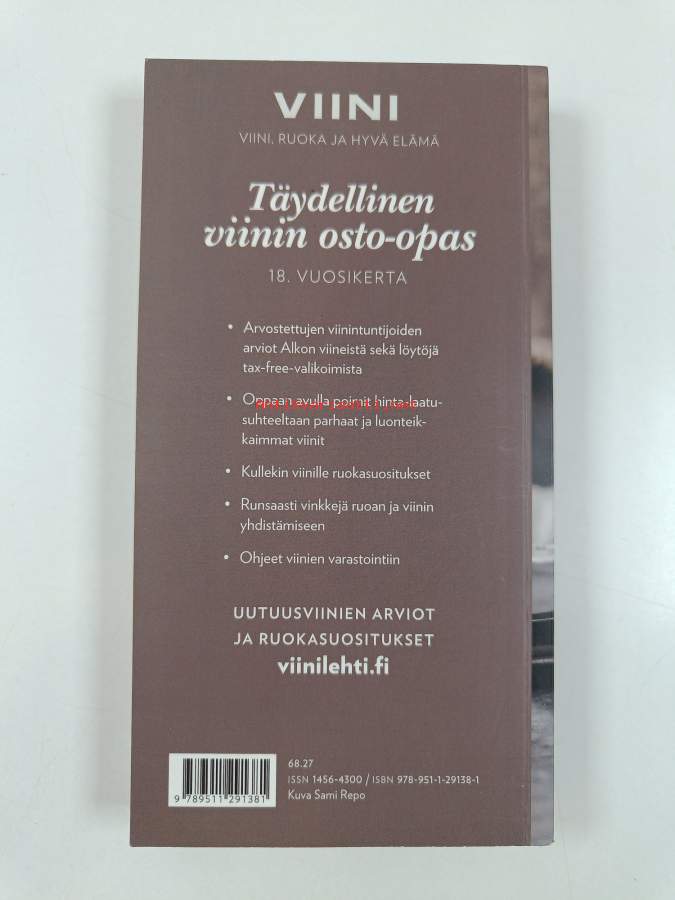 VIINI
VIINI, RUOKA JA HYVÄ ELÄMÄ
Täydellinen
viinin osto-opas
18. VUOSIKERTA
• Arvostettujen viinintuntijoiden
arviot Alkon viineistä sekä löytöjä
tax-free-valikoimista
• Oppaan avulla poimit hinta-laatu-
suhteeltaan parhaat ja luonteik-
kaimmat viinit
• Kullekin viinille ruokasuositukset
• Runsaasti vinkkejä ruoan ja viinin
yhdistämiseen
• Ohjeet viinien varastointiin
UUTUUSVIINIEN ARVIOT
JA RUOKASUOSITUKSET
viinilehti.fi
68.27
ISSN 1456-4300 / ISBN 978-951-1-29138-1
Kuva Sami Repo
9 789511 291381